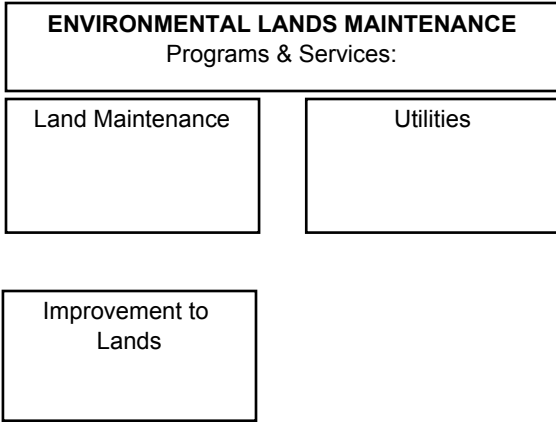 ENVIRONMENTAL LANDS MAINTENANCE
Programs & Services:
Land Maintenance
Utilities
Improvement to
Lands